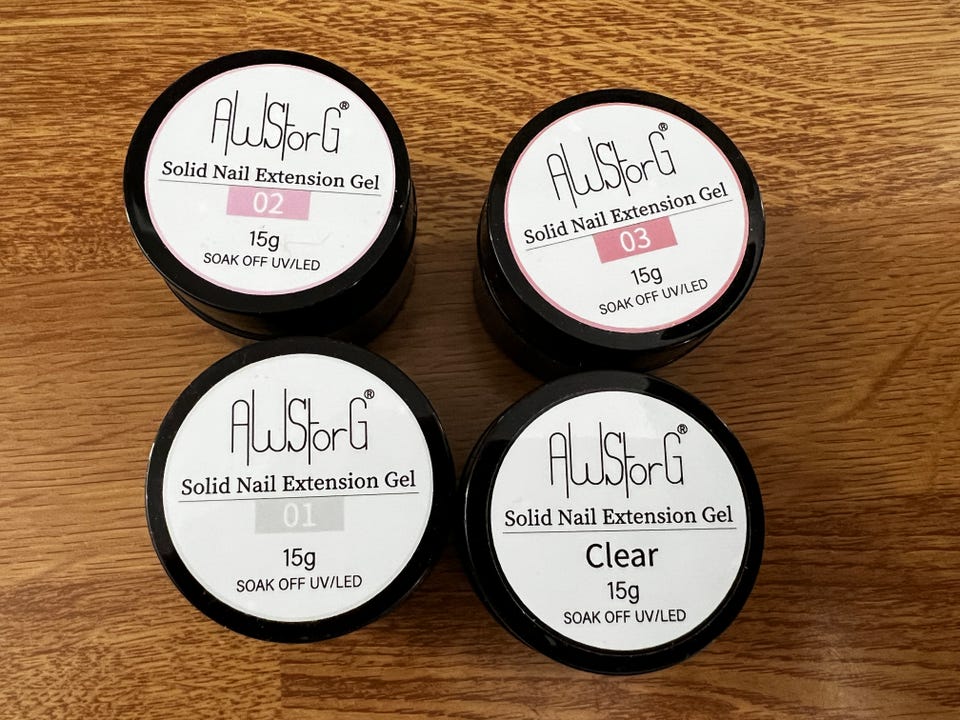 AWStorG®
Solid Nail Extension Gel
02
15g
SOAK OFF UV/LED
AWStorG®
Solid Nail Extension Gel
03
15g
SOAK OFF UV/LED
AWStorG®
Solid Nail Extension Gel
01
15g
SOAK OFF UV/LED
AWStorG®
Solid Nail Extension Gel
Clear
15g
SOAK OFF UV/LED